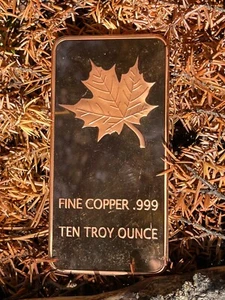 FINE COPPER .999
TEN TROY OUNCE